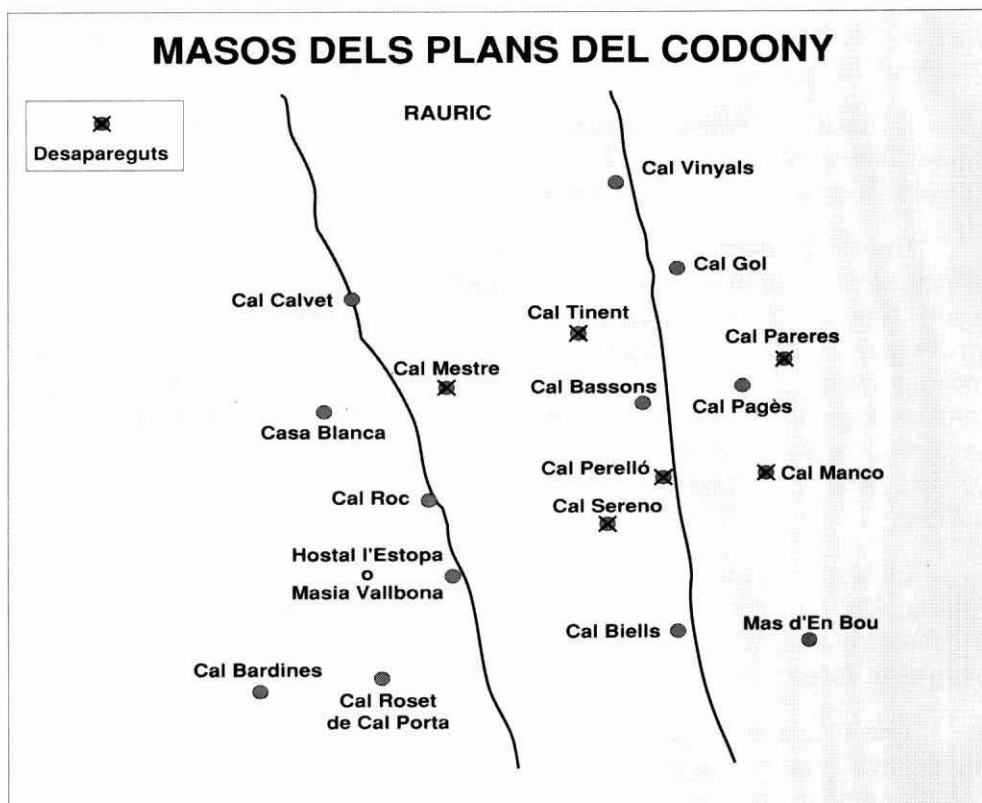 MASOS DELS PLANS DEL CODONY
RAURIC
Desapareguts
Cal Vinyals
Cal Gol
Cal Calvet
Cal Tinent
Cal Pareres
Cal Mestre
Cal Bassons
Cal Pagès
Casa Blanca
Cal Perelló
Cal Manco
Cal Roc
Cal Sereno
Hostal l'Estopa
o
Masia Vallbona
Cal Biells
Mas d'En Bou
Cal Bardines
Cal Roset
de Cal Porta